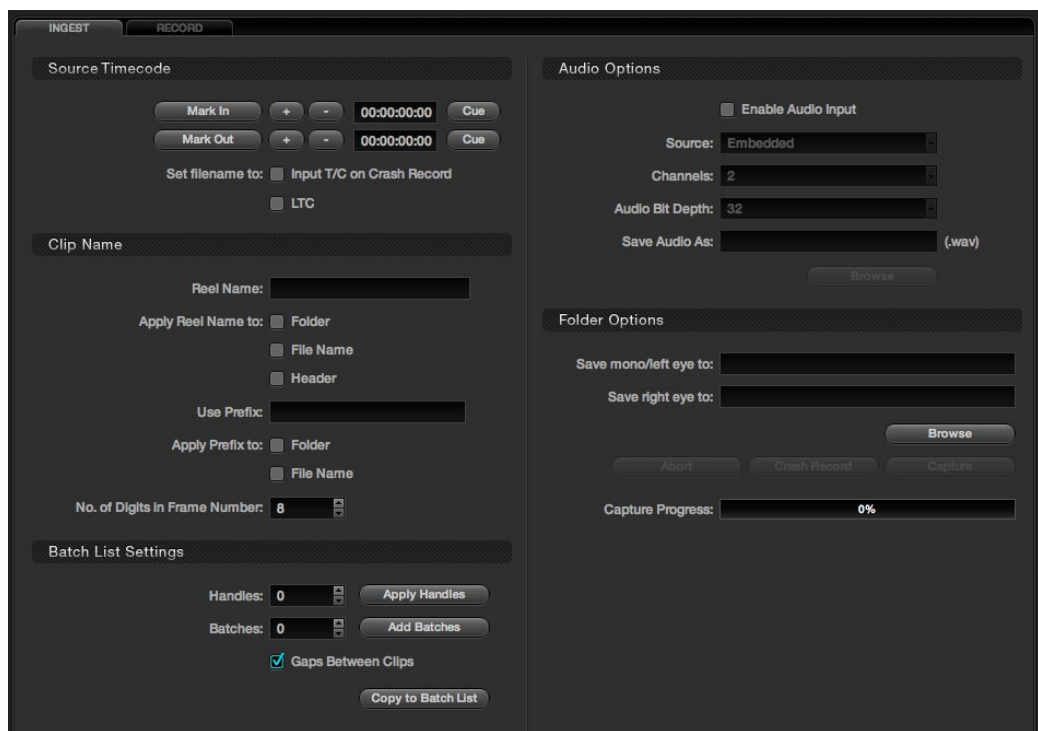 INGEST RECORD
Source Timecode
Mark In + - 00:00:00:00 Cue
Mark Out + - 00:00:00:00 Cue
Set filename to: Input T/C on Crash Record
LTC
Clip Name
Reel Name:
Apply Reel Name to: Folder
File Name
Header
Use Prefix:
Apply Prefix to: Folder
File Name
No. of Digits in Frame Number: 8
Batch List Settings
Handles: 0 Apply Handles
Batches: 0 Add Batches
Gaps Between Clips
Copy to Batch List
Audio Options
Enable Audio Input
Source: Embedded
Channels: 2
Audio Bit Depth: 32
Save Audio As: (.wav)
Browse
Folder Options
Save mono/left eye to:
Save right eye to:
Browse
Abort Crash Record Capture
Capture Progress: 0%